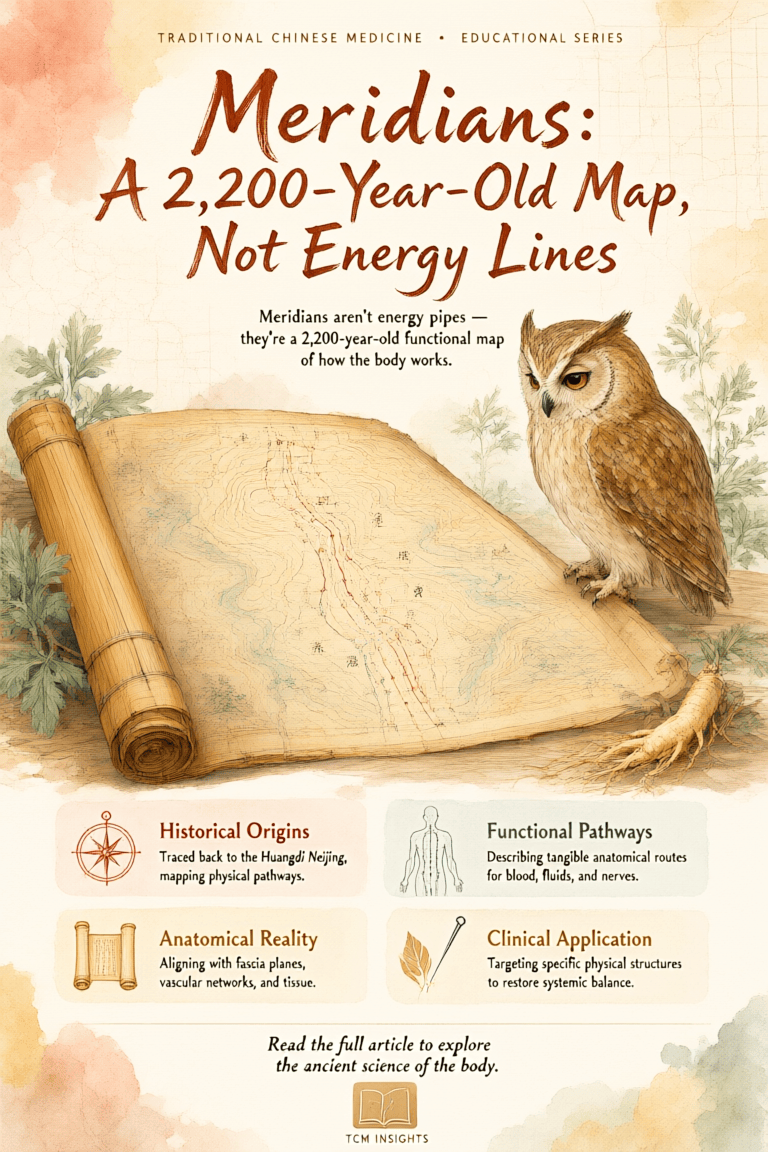 TRADITIONAL CHINESE MEDICINE • EDUCATIONAL SERIES
Meridians:
A 2,200-Year-Old Map,
Not Energy Lines
Meridians aren't energy pipes —
they're a 2,200-year-old functional map
of how the body works.
Historical Origins
Traced back to the Huangdi Neijing,
mapping physical pathways.
Functional Pathways
Describing tangible anatomical routes
for blood, fluids, and nerves.
Anatomical Reality
Aligning with fascia planes,
vascular networks, and tissue.
Clinical Application
Targeting specific physical structures
to restore systemic balance.
Read the full article to explore
the ancient science of the body.
TCM INSIGHTS